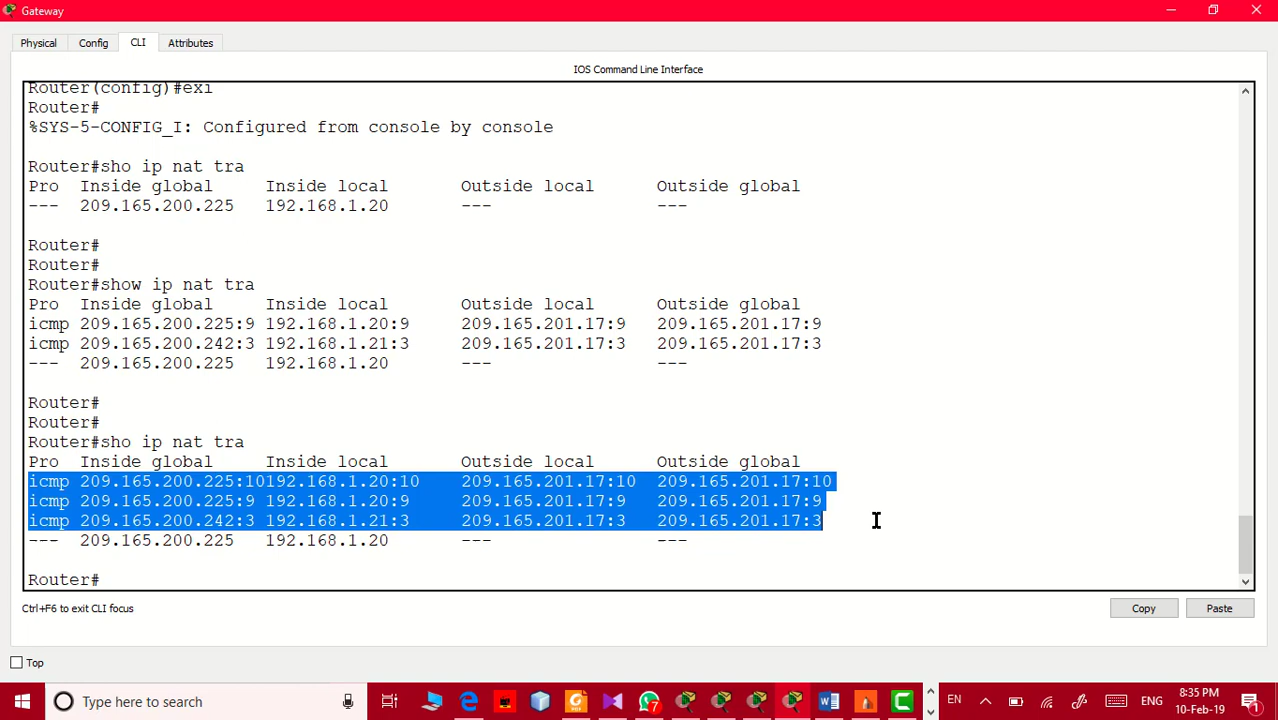 Gateway
Physical Config CLI Attributes
IOS Command Line Interface
Router(config)#exi
Router#
%SYS-5-CONFIG_I: Configured from console by console
Router#sho ip nat tra
Pro Inside global Inside local Outside local Outside global
--- 209.165.200.225 192.168.1.20 --- ---
Router#
Router#
Router#show ip nat tra
Pro Inside global Inside local Outside local Outside global
icmp 209.165.200.225:9 192.168.1.20:9 209.165.201.17:9 209.165.201.17:9
icmp 209.165.200.242:3 192.168.1.21:3 209.165.201.17:3 209.165.201.17:3
--- 209.165.200.225 192.168.1.20 --- ---
Router#
Router#
Router#sho ip nat tra
Pro Inside global Inside local Outside local Outside global
icmp 209.165.200.225:10192.168.1.20:10 209.165.201.17:10 209.165.201.17:10
icmp 209.165.200.225:9 192.168.1.20:9 209.165.201.17:9 209.165.201.17:9
icmp 209.165.200.242:3 192.168.1.21:3 209.165.201.17:3 209.165.201.17:3
--- 209.165.200.225 192.168.1.20 --- ---
Router#
Ctrl+F6 to exit CLI focus
Copy Paste
Top
Type here to search
EN
ENG
8:35 PM
10-Feb-19